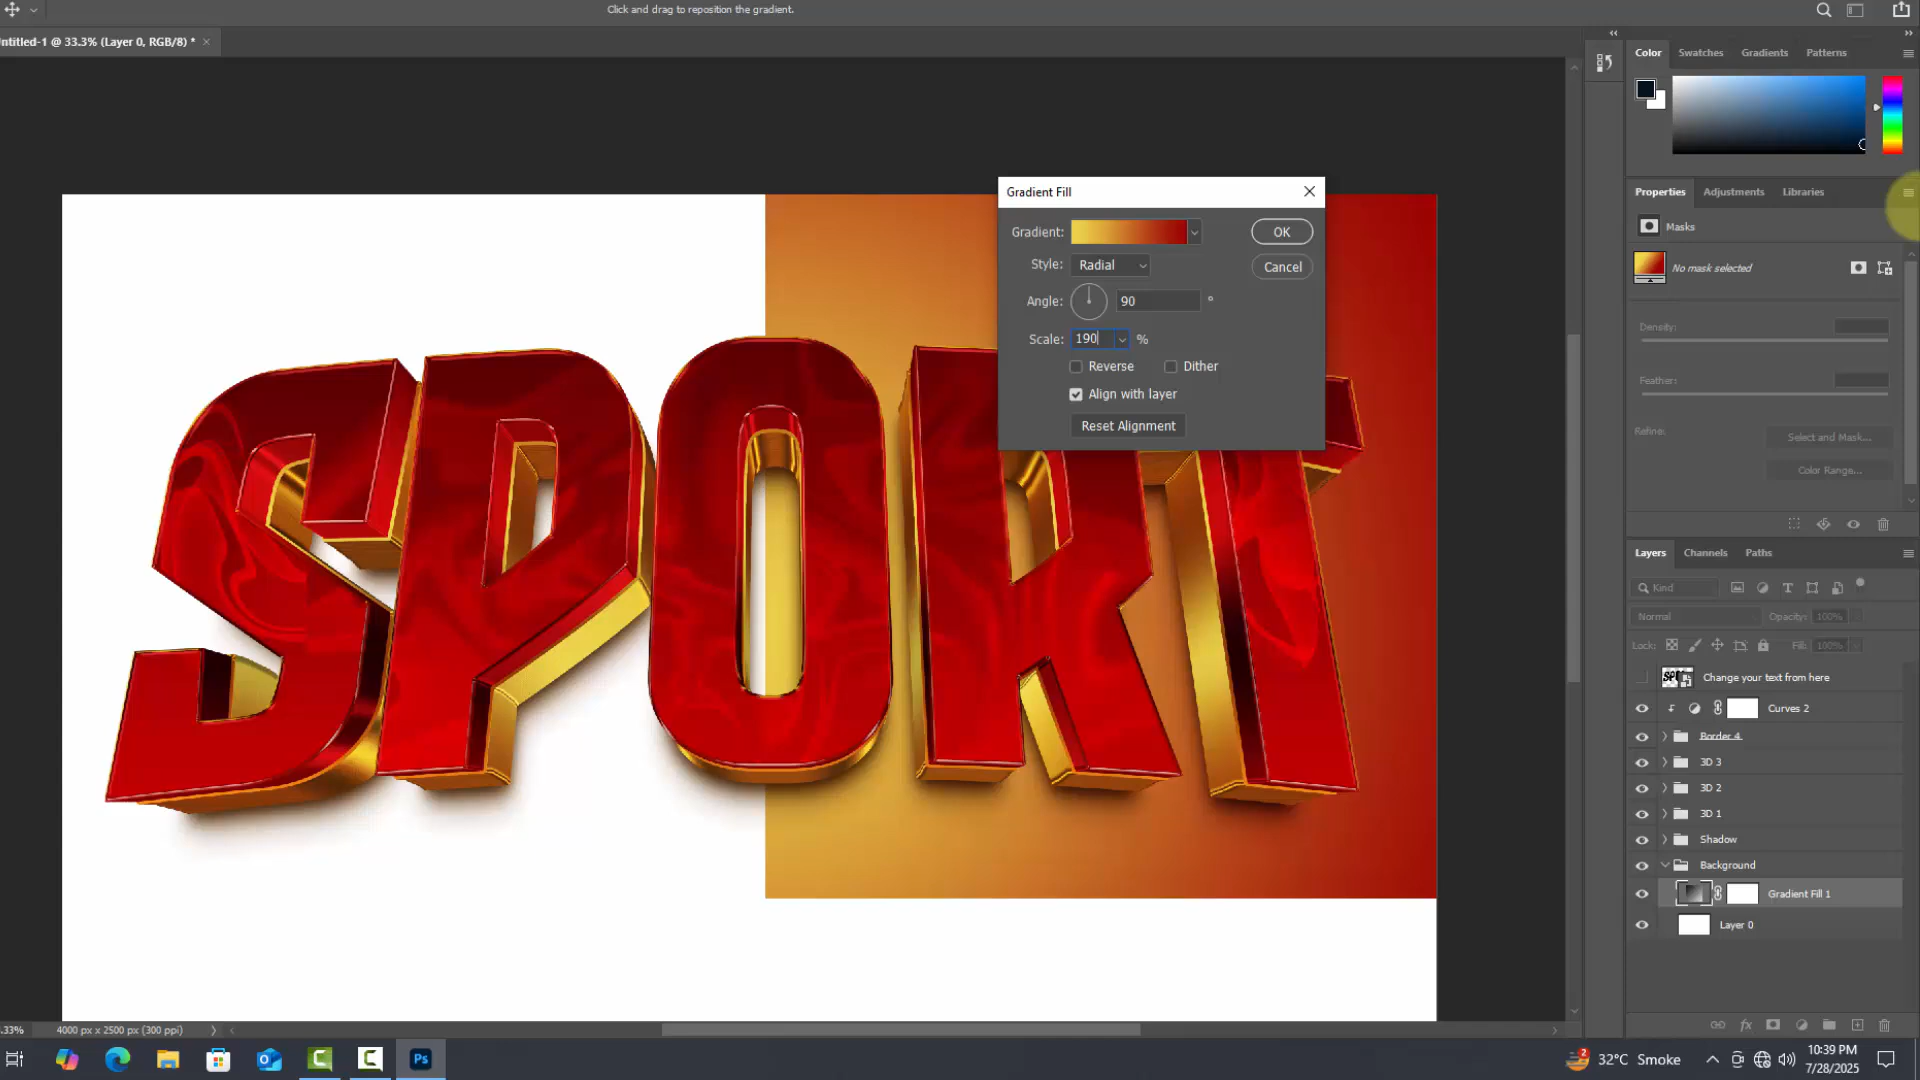 Click and drag to reposition the gradient.
ntitled-1 @ 33.3% (Layer 0, RGB/8) *
Color
Swatches
Gradients
Patterns
Gradient Fill
Gradient:
OK
Style:
Radial
Cancel
Angle:
90
°
Scale:
190
%
Reverse
Dither
Align with layer
Reset Alignment
Properties
Adjustments
Libraries
Masks
No mask selected
Density:
Feather:
Refine:
Select and Mask...
Color Range...
SPORT
Layers
Channels
Paths
Kind
Normal
Opacity:
100%
Lock:
Fill:
100%
Change your text from here
Curves 2
Border 4
3D 3
3D 2
3D 1
Shadow
Background
Gradient Fill 1
Layer 0
fx
.33%
4000 px x 2500 px (300 ppi)
Ps
2
32°C Smoke
10:39 PM
7/28/2025